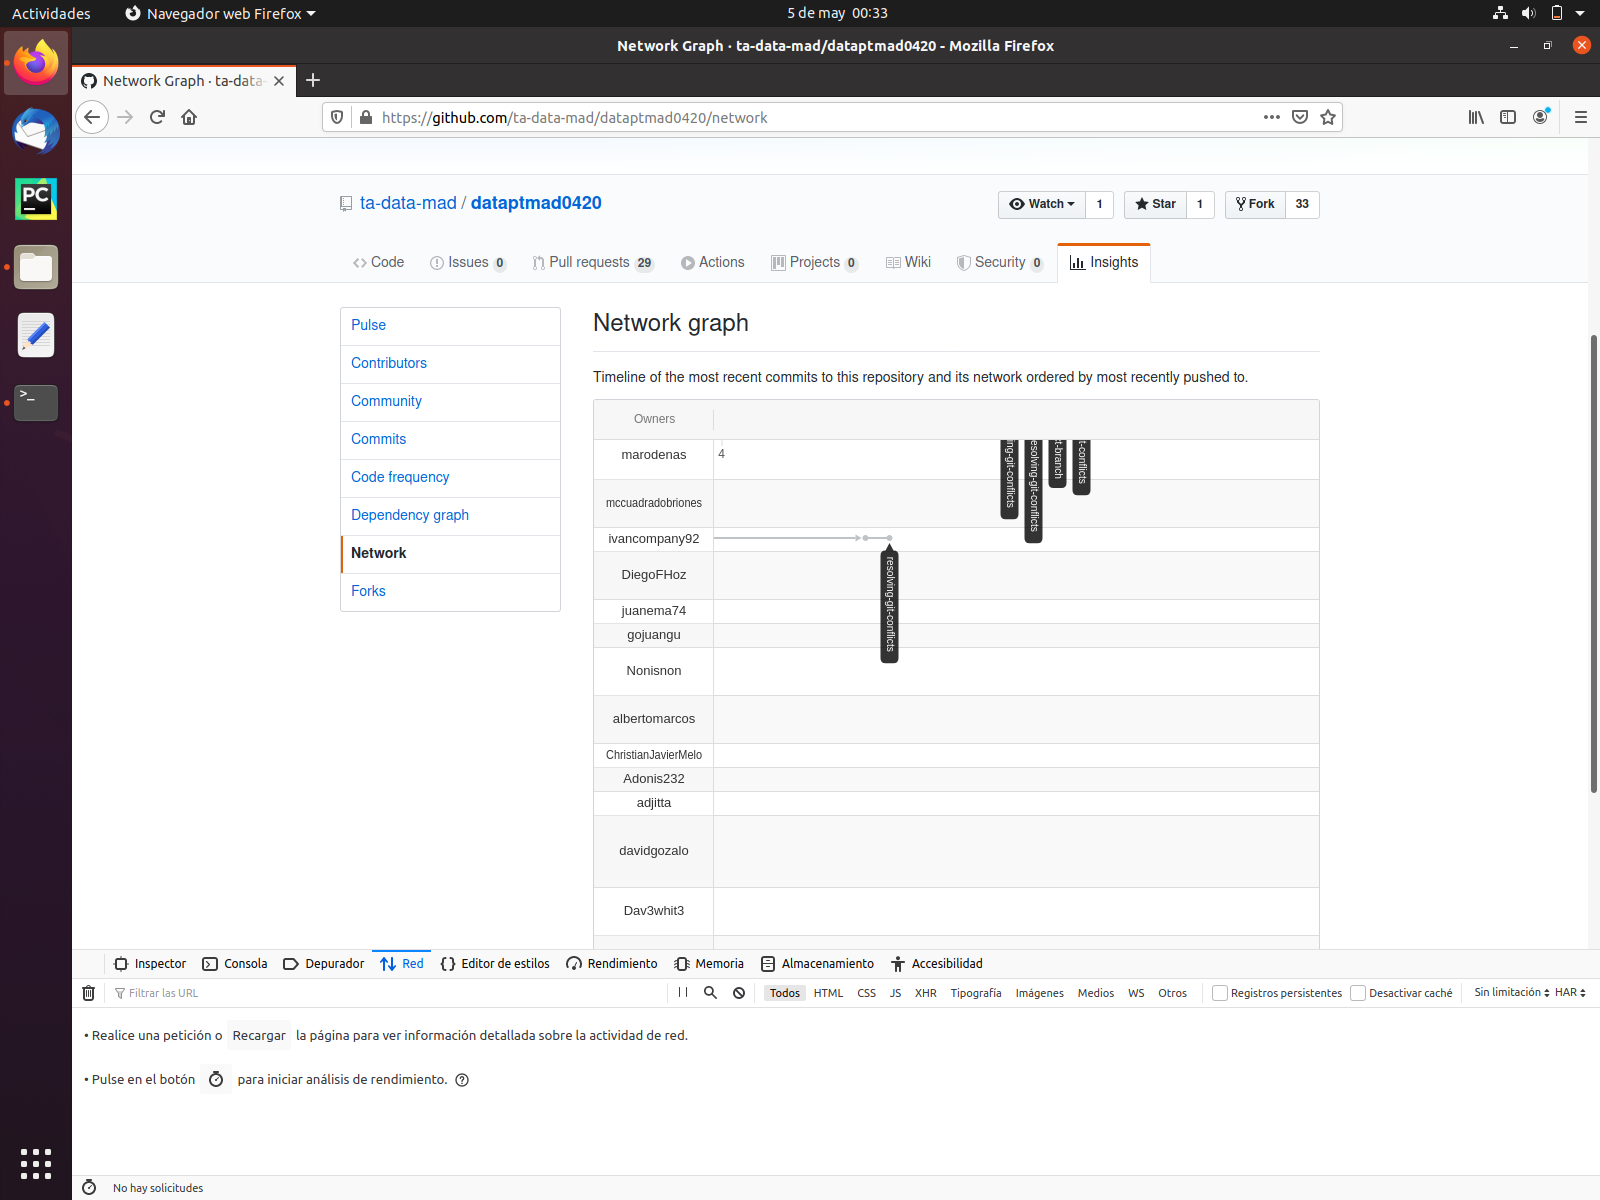 Actividades
Navegador web Firefox
5 de may 00:33
Network Graph · ta-data-mad/dataptmad0420 - Mozilla Firefox
Network Graph · ta-data-
https://github.com/ta-data-mad/dataptmad0420/network
PC
>_
ta-data-mad / dataptmad0420
Watch 1
Star 1
Fork 33
Code
Issues 0
Pull requests 29
Actions
Projects 0
Wiki
Security 0
Insights
Pulse
Contributors
Community
Commits
Code frequency
Dependency graph
Network
Forks
Network graph
Timeline of the most recent commits to this repository and its network ordered by most recently pushed to.
Owners
marodenas
4
ing-git-conflicts
esolving-git-conflicts
ct-branch
t-conflicts
mccuadradobriones
ivancompany92
resolving-git-conflicts
DiegoFHoz
juanema74
gojuangu
Nonisnon
albertomarcos
ChristianJavierMelo
Adonis232
adjitta
davidgozalo
Dav3whit3
Inspector
Consola
Depurador
Red
Editor de estilos
Rendimiento
Memoria
Almacenamiento
Accesibilidad
Filtrar las URL
Todos HTML CSS JS XHR Tipografía Imágenes Medios WS Otros
Registros persistentes
Desactivar caché
Sin limitación
HAR
• Realice una petición o Recargar la página para ver información detallada sobre la actividad de red.
• Pulse en el botón para iniciar análisis de rendimiento.
No hay solicitudes